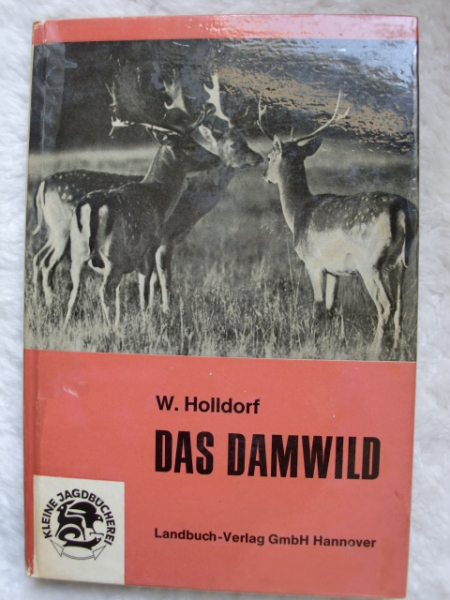 W. Holldorf
DAS DAMWILD
KLEINE JAGDBÜCHEREI
Landbuch-Verlag GmbH Hannover